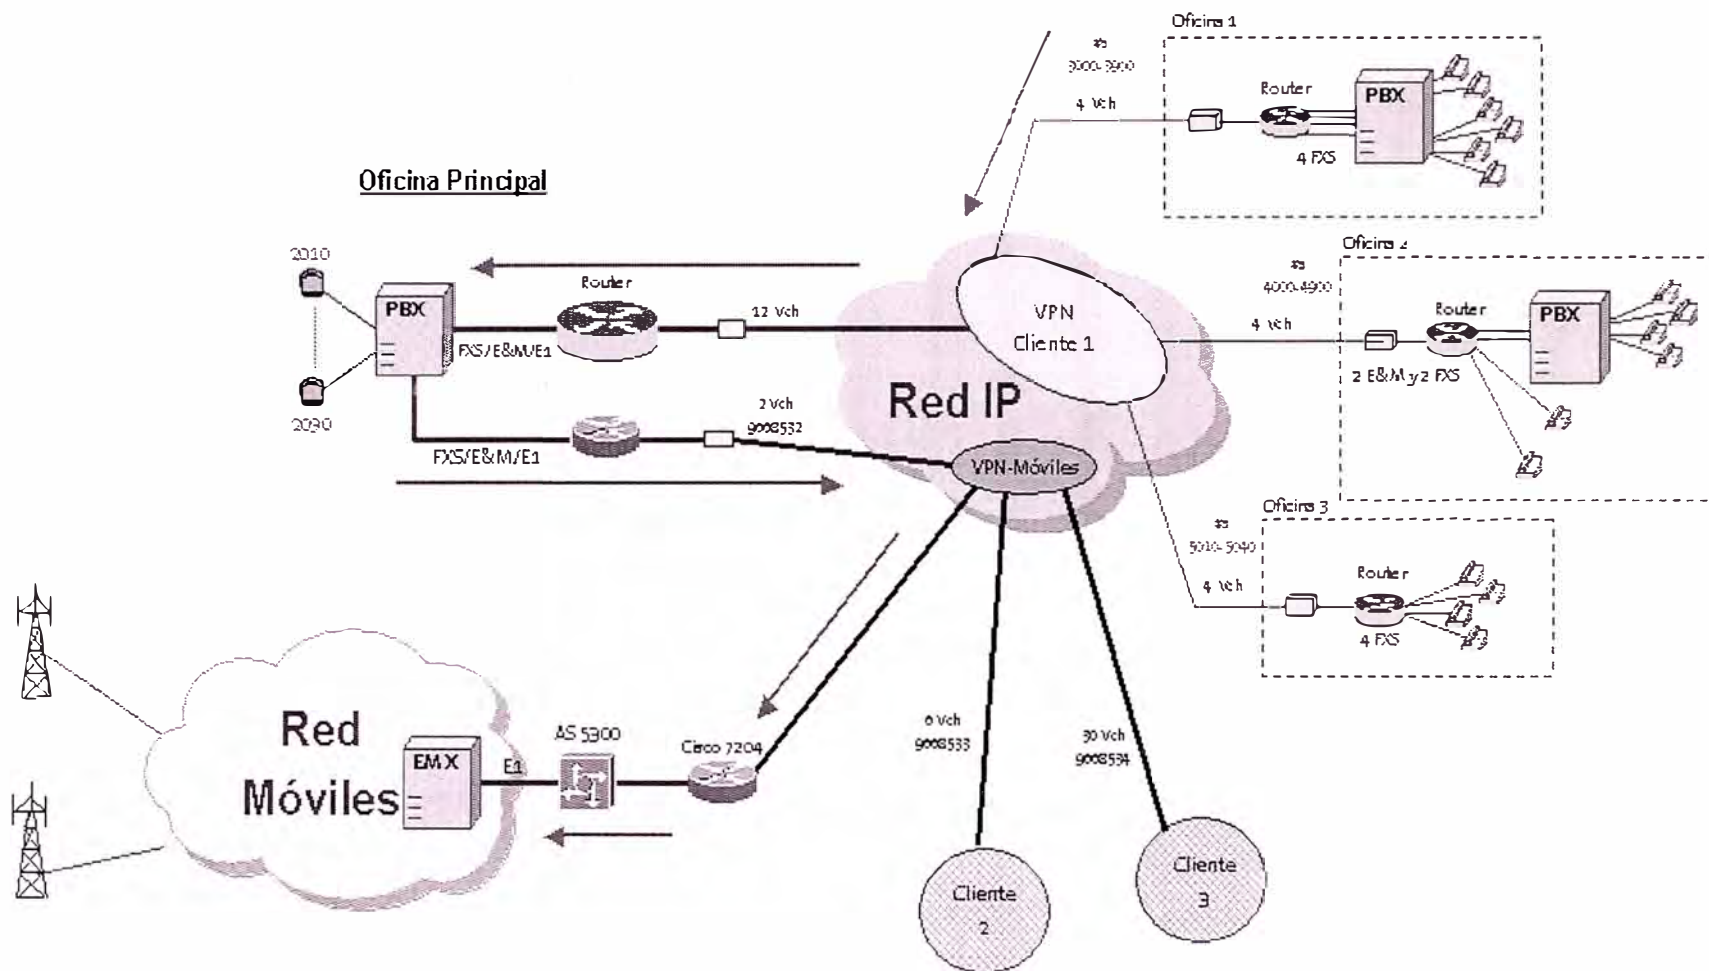 Oficina 1
3900
4 Vch
Router
PBX
4 FXS
Oficina Principal
2010
Router
PBX
12 Vch
FXS/E&M/E1
2090
VPN
Cliente 1
Red IP
2 Vch
9008532
FXS/E&M/E1
VPN-Móviles
Oficina 2
4000-4900
4 Vch
Router
PBX
2 E&M y 2 FXS
Oficina 3
5010-5040
4 Vch
Router
4 FXS
Red
Móviles
EMX
E1
AS 5300
Cisco 7204
6 Vch
9008533
30 Vch
9008534
Cliente
2
Cliente
3